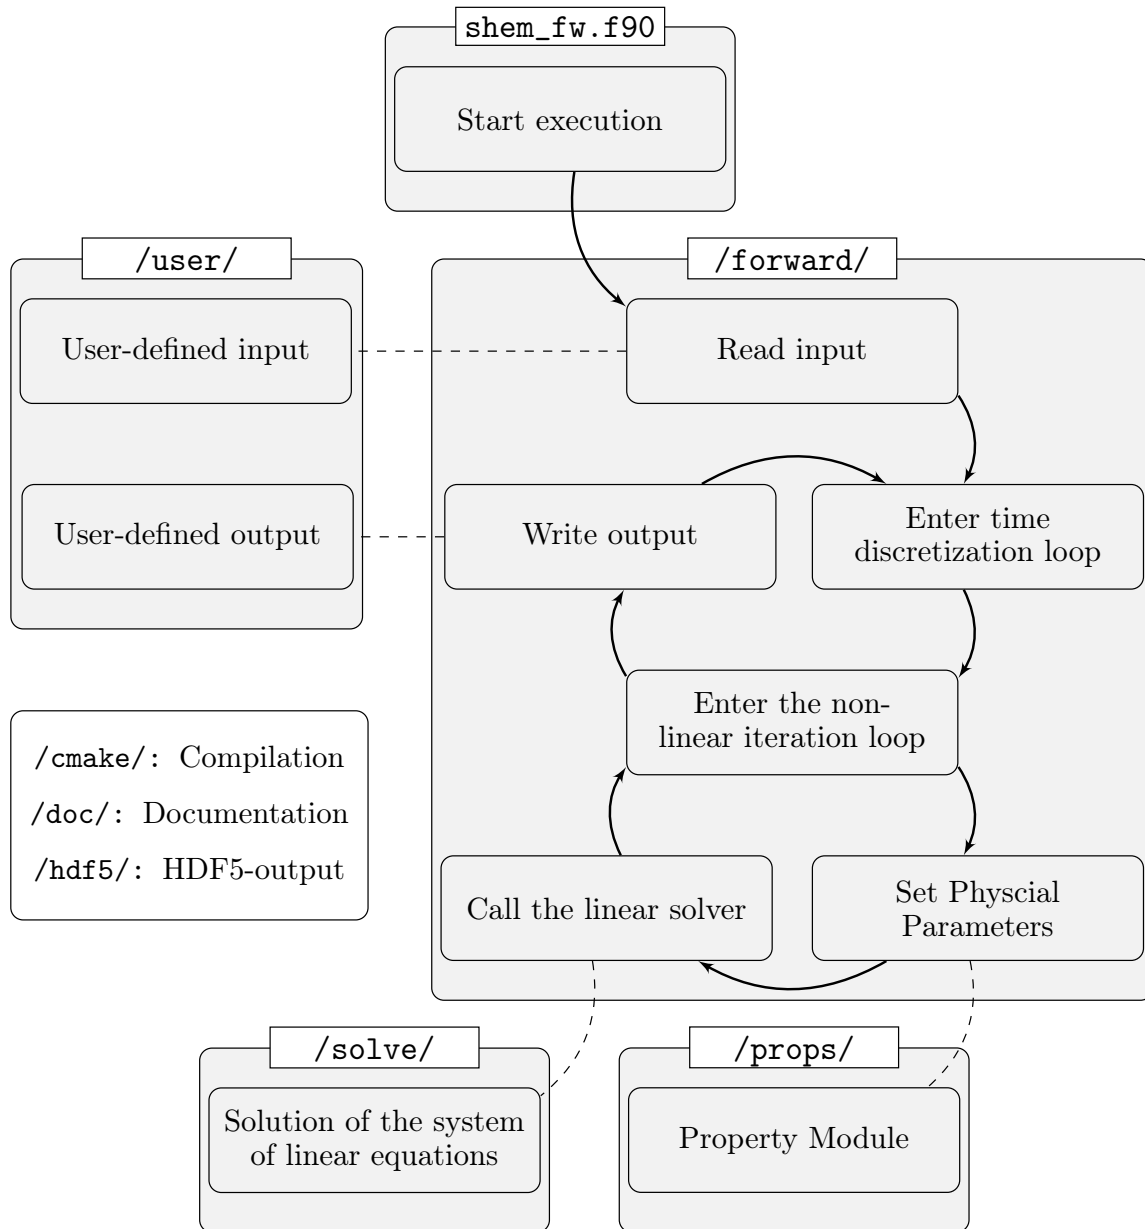 shem_fw.f90
Start execution
/user/
/forward/
User-defined input
Read input
User-defined output
Write output
Enter time
discretization loop
Enter the non-
linear iteration loop
/cmake/: Compilation
/doc/: Documentation
/hdf5/: HDF5-output
Call the linear solver
Set Physcial
Parameters
/solve/
/props/
Solution of the system
of linear equations
Property Module